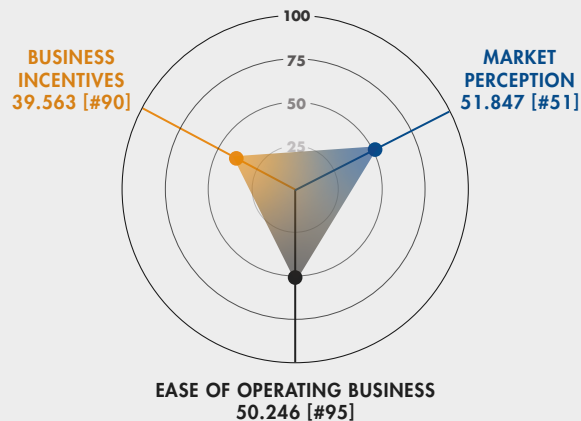 100
75
50
25
BUSINESS
INCENTIVES
39.563 [#90]
MARKET
PERCEPTION
51.847 [#51]
EASE OF OPERATING BUSINESS
50.246 [#95]